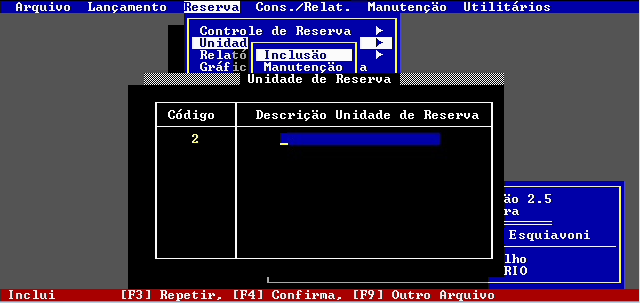 Arquivo Lançamento Reserva Cons./Relat. Manutenção Utilitários
Controle de Reserva
Unidad
Relató
Gráfic
Inclusão
Manutenção a
Unidade de Reserva
Código Descrição Unidade de Reserva
2
ão 2.5
ra
Esquiavoni
lho
RIO
Inclui [F3] Repetir, [F4] Confirma, [F9] Outro Arquivo